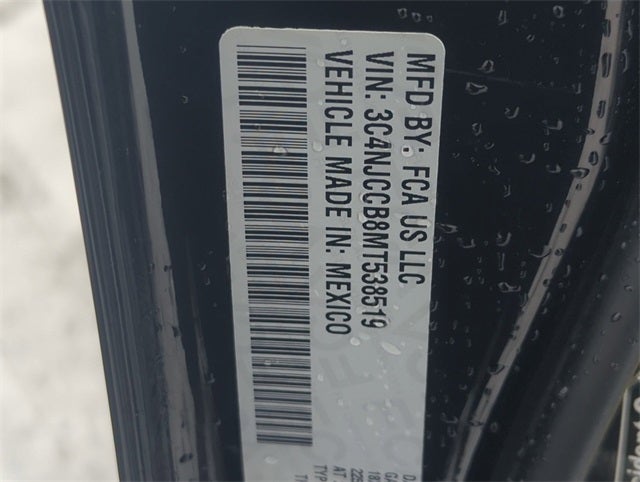 MFD BY: FCA US LLC
VIN: 3C4NJCCB8MT538519
VEHICLE MADE IN: MEXICO